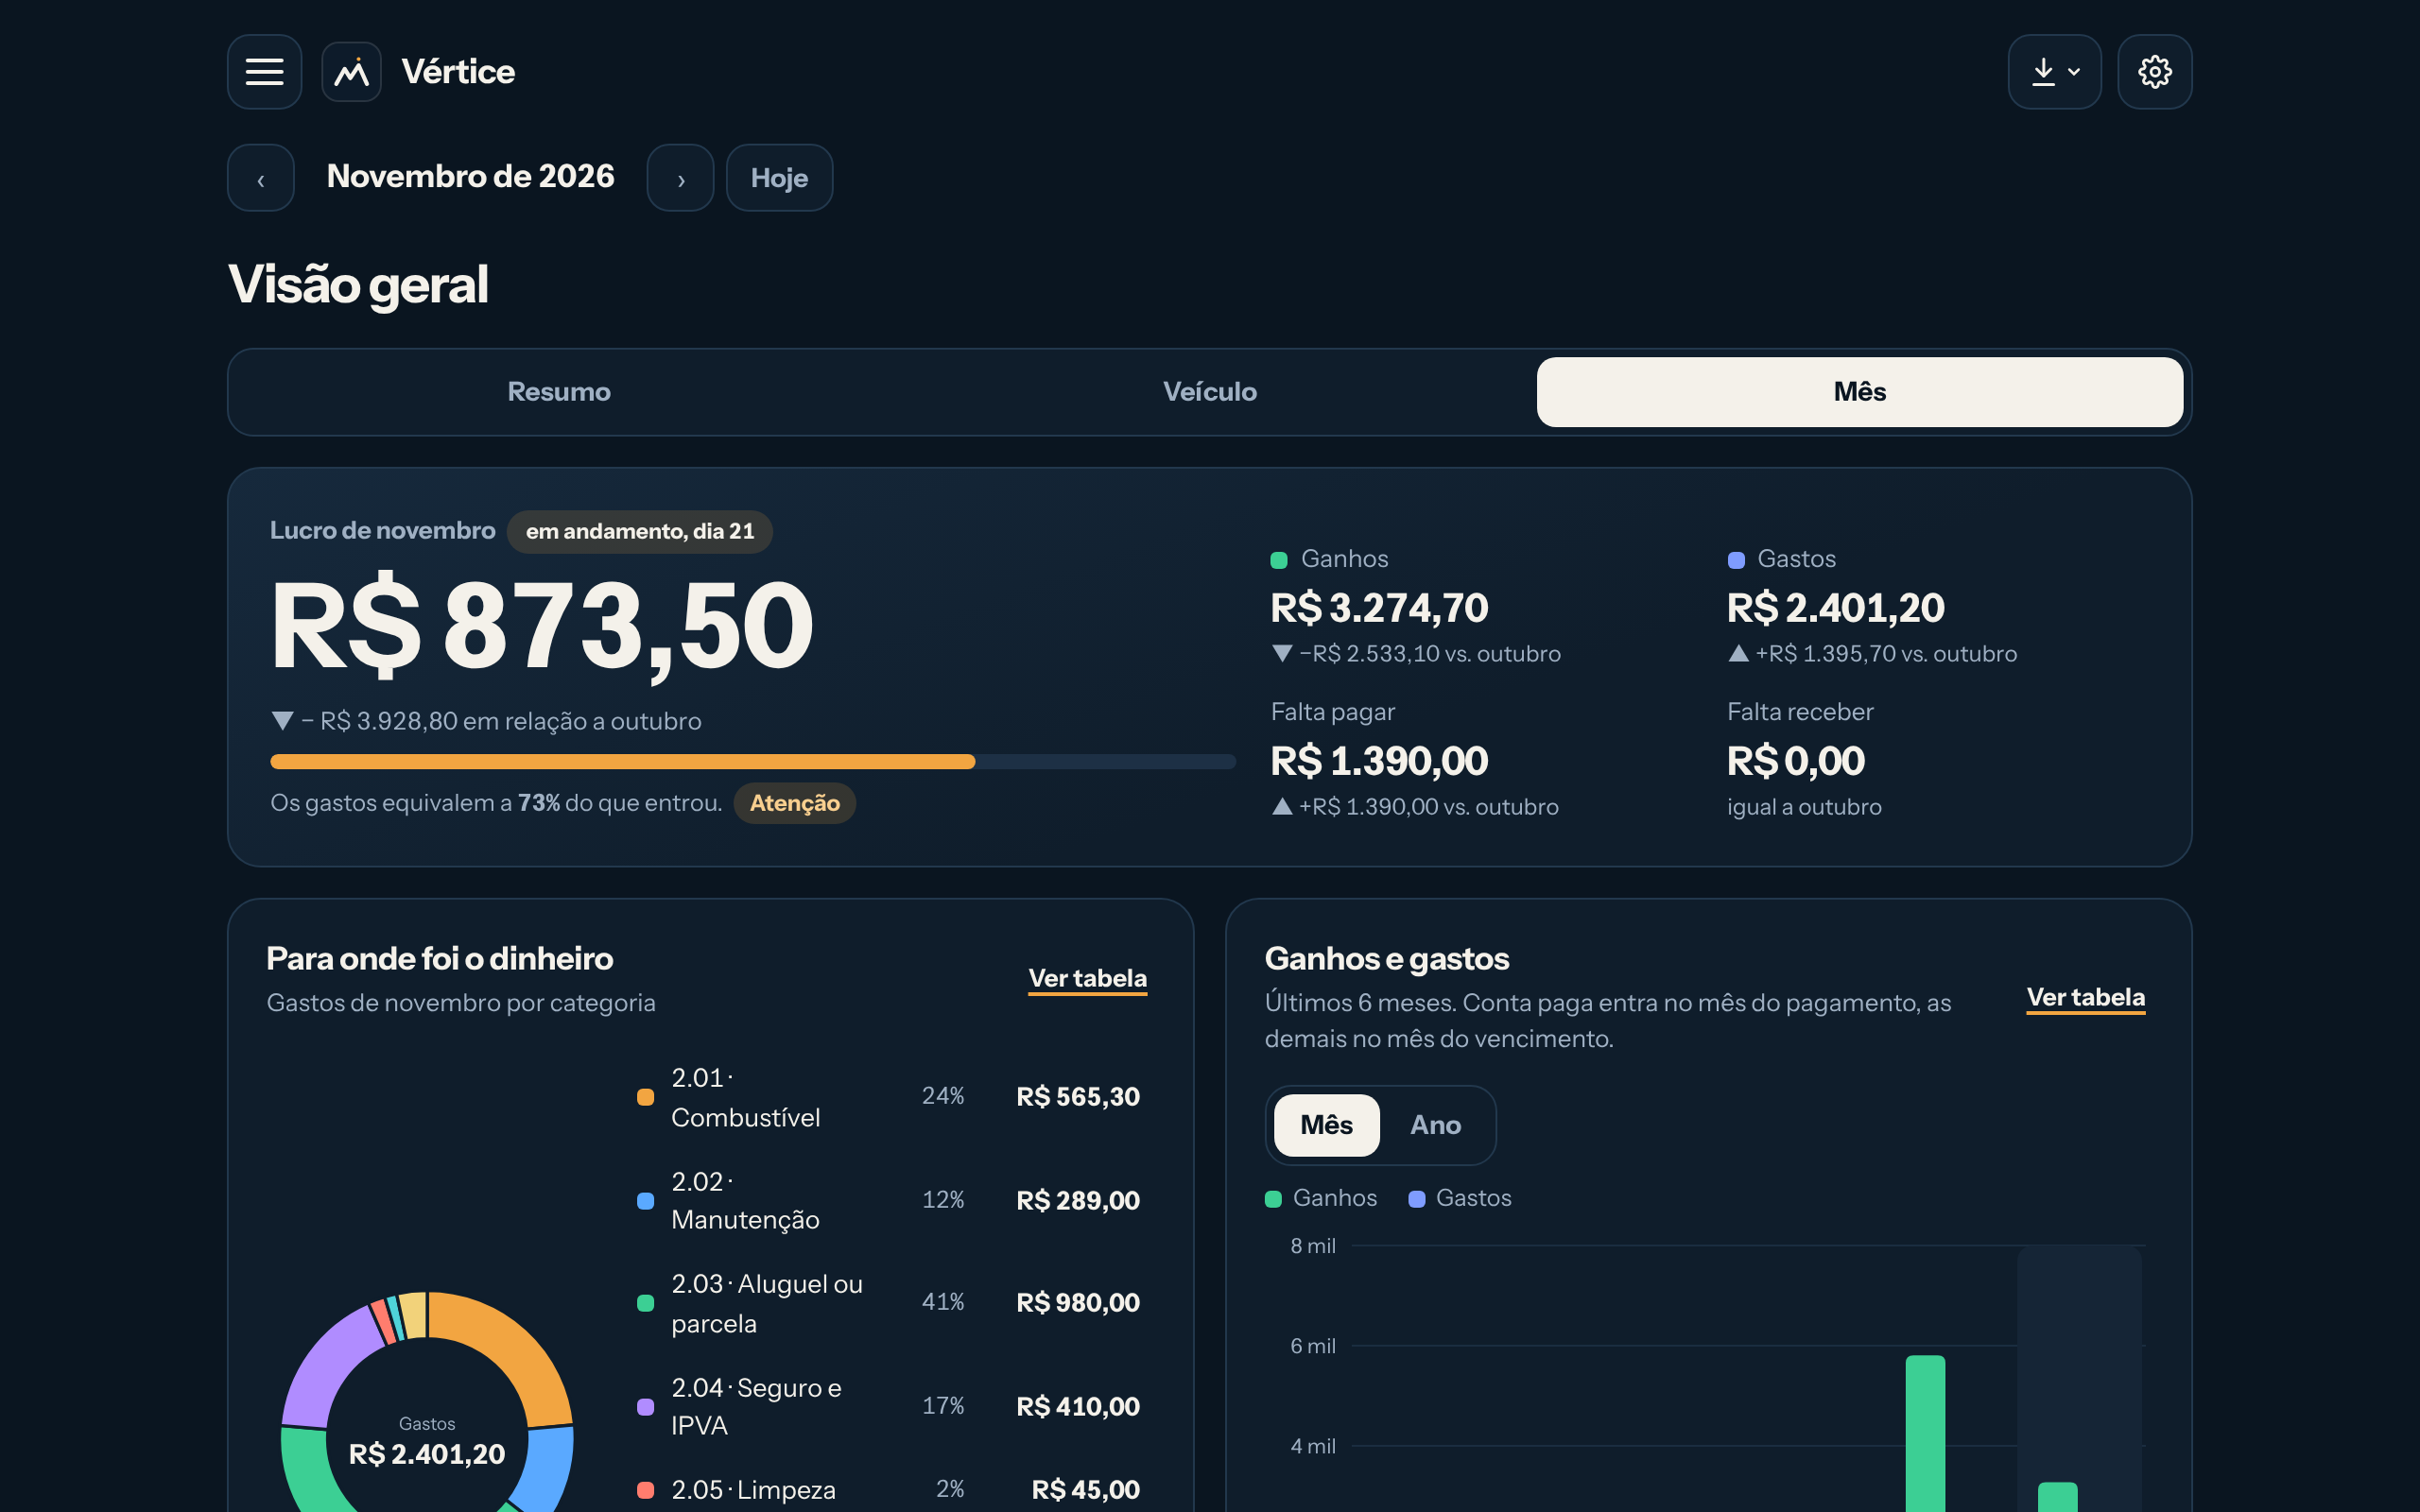 Vértice
‹ Novembro de 2026 › Hoje
Visão geral
Resumo Veículo Mês
Lucro de novembro em andamento, dia 21
R$ 873,50
▼ − R$ 3.928,80 em relação a outubro
Os gastos equivalem a 73% do que entrou. Atenção
Ganhos
R$ 3.274,70
▼ −R$ 2.533,10 vs. outubro
Gastos
R$ 2.401,20
▲ +R$ 1.395,70 vs. outubro
Falta pagar
R$ 1.390,00
▲ +R$ 1.390,00 vs. outubro
Falta receber
R$ 0,00
igual a outubro
Para onde foi o dinheiro
Gastos de novembro por categoria
Ver tabela
2.01 ·
Combustível
24% R$ 565,30
2.02 ·
Manutenção
12% R$ 289,00
2.03 · Aluguel ou
parcela
41% R$ 980,00
2.04 · Seguro e
IPVA
17% R$ 410,00
2.05 · Limpeza 2% R$ 45,00
Gastos
R$ 2.401,20
Ganhos e gastos
Últimos 6 meses. Conta paga entra no mês do pagamento, as
demais no mês do vencimento.
Ver tabela
Mês Ano
Ganhos Gastos
8 mil
6 mil
4 mil